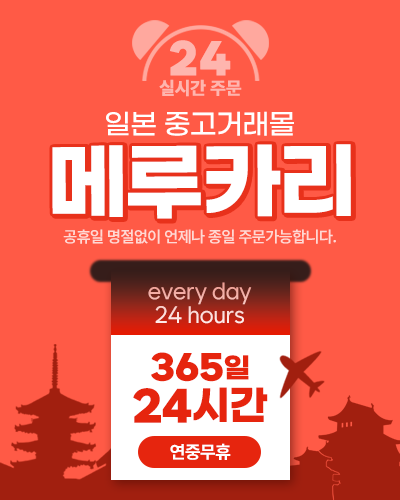 24
실시간 주문
일본 중고거래몰
메루카리
공휴일 명절없이 언제나 종일 주문가능합니다.
every day
24 hours
365일
24시간
연중무휴